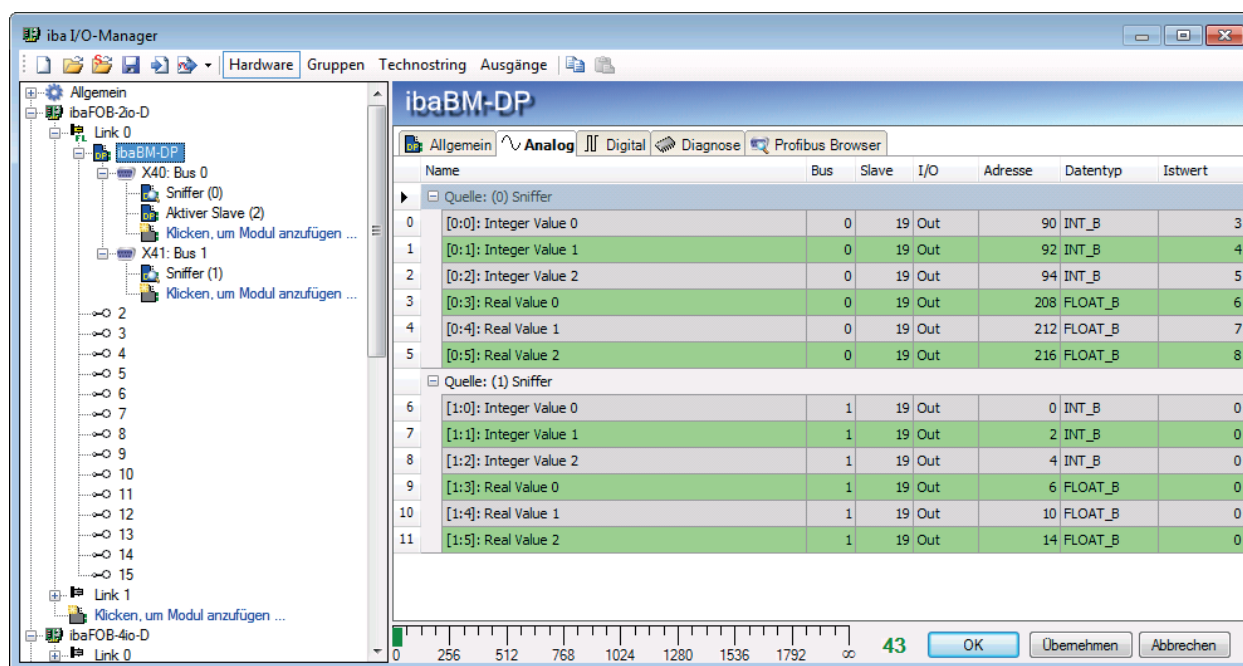 iba I/O-Manager
Hardware Gruppen Technostring Ausgänge
Allgemein
ibaFOB-2io-D
Link 0
ibaBM-DP
X40: Bus 0
Sniffer (0)
Aktiver Slave (2)
Klicken, um Modul anzufügen ...
X41: Bus 1
Sniffer (1)
Klicken, um Modul anzufügen ...
2
3
4
5
6
7
8
9
10
11
12
13
14
15
Link 1
Klicken, um Modul anzufügen ...
ibaFOB-4io-D
Link 0
ibaBM-DP
Allgemein Analog Digital Diagnose Profibus Browser
Name Bus Slave I/O Adresse Datentyp Istwert
Quelle: (0) Sniffer
0 [0:0]: Integer Value 0 0 19 Out 90 INT_B 3
1 [0:1]: Integer Value 1 0 19 Out 92 INT_B 4
2 [0:2]: Integer Value 2 0 19 Out 94 INT_B 5
3 [0:3]: Real Value 0 0 19 Out 208 FLOAT_B 6
4 [0:4]: Real Value 1 0 19 Out 212 FLOAT_B 7
5 [0:5]: Real Value 2 0 19 Out 216 FLOAT_B 8
Quelle: (1) Sniffer
6 [1:0]: Integer Value 0 1 19 Out 0 INT_B 0
7 [1:1]: Integer Value 1 1 19 Out 2 INT_B 0
8 [1:2]: Integer Value 2 1 19 Out 4 INT_B 0
9 [1:3]: Real Value 0 1 19 Out 6 FLOAT_B 0
10 [1:4]: Real Value 1 1 19 Out 10 FLOAT_B 0
11 [1:5]: Real Value 2 1 19 Out 14 FLOAT_B 0
0 256 512 768 1024 1280 1536 1792 ∞ 43 OK Übernehmen Abbrechen